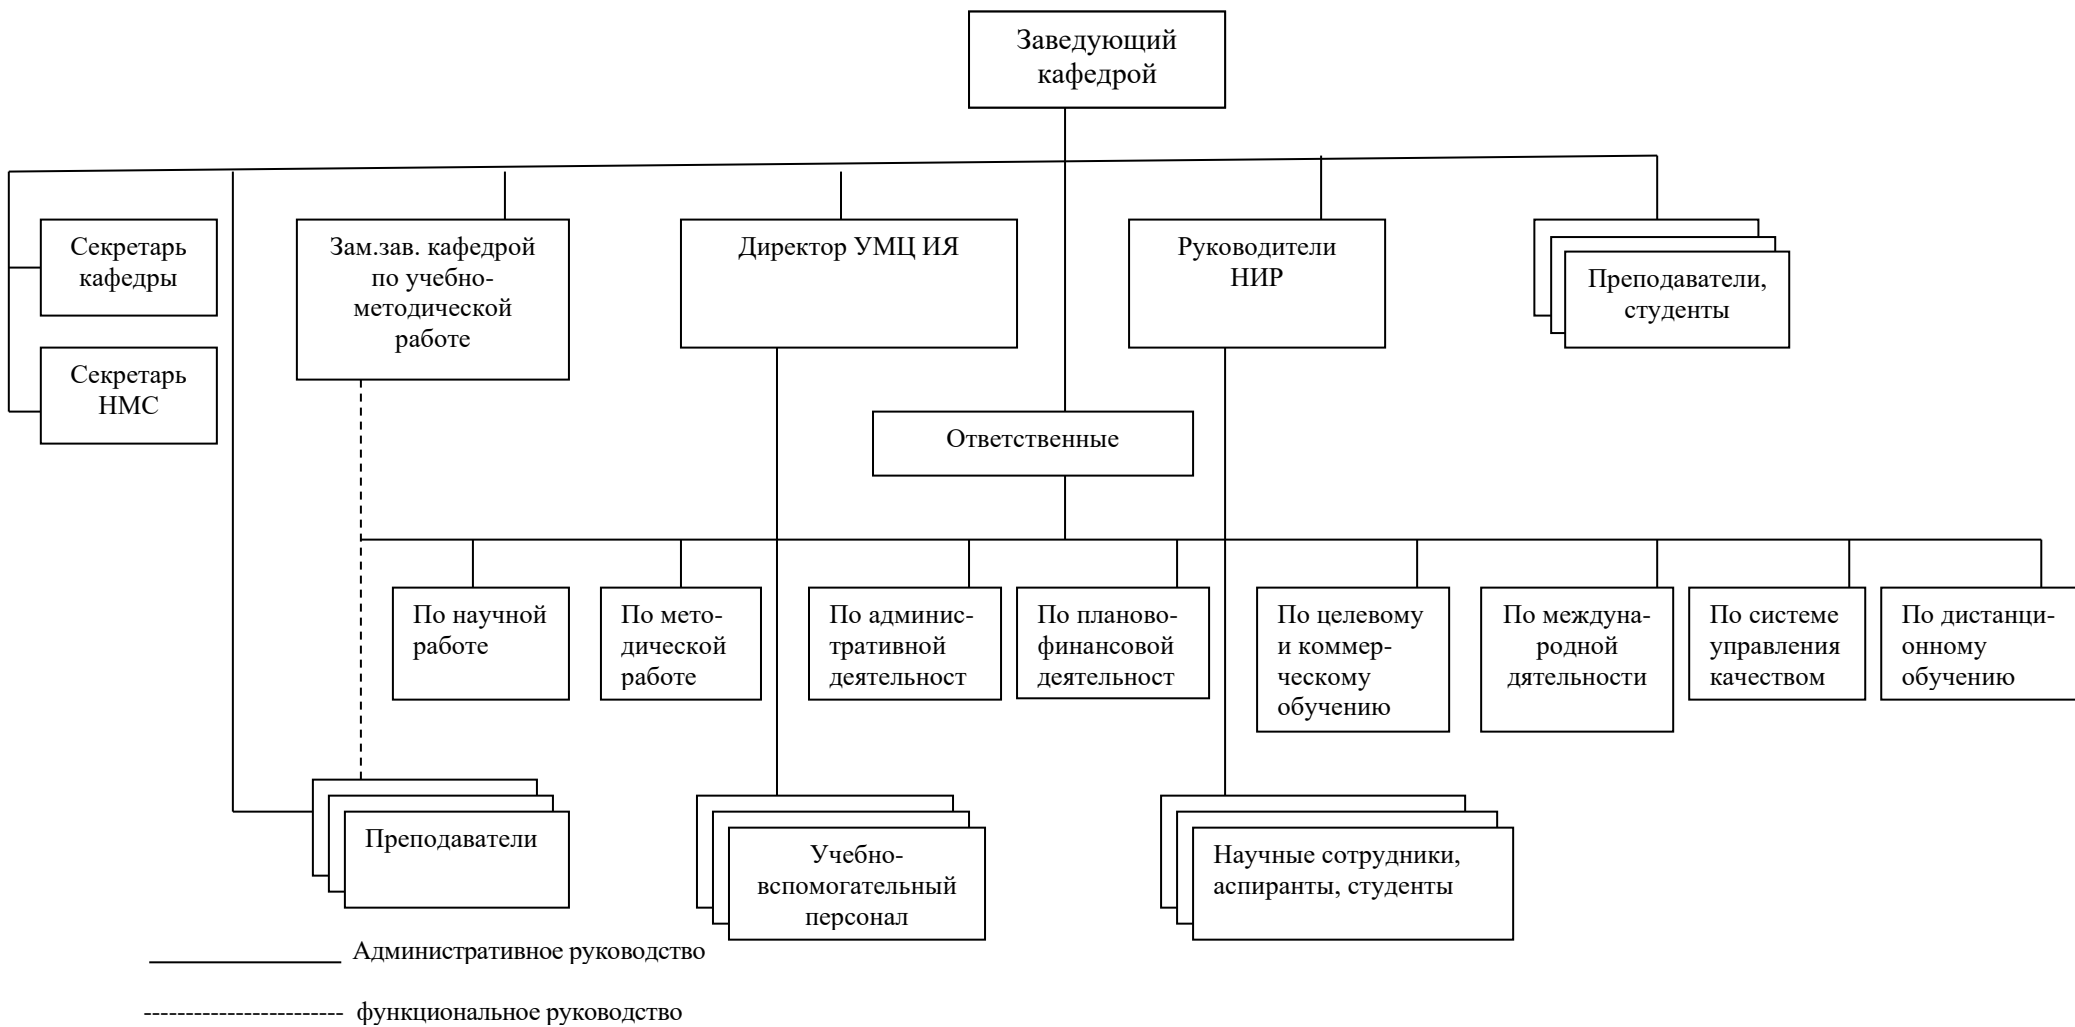 Заведующий
кафедрой
Секретарь
кафедры
Зам.зав. кафедрой
по учебно-
методической
работе
Директор УМЦ ИЯ
Руководители
НИР
Преподаватели,
студенты
Секретарь
НМС
Ответственные
По научной
работе
По мето-
дической
работе
По админис-
тративной
деятельност
По планово-
финансовой
деятельност
По целевому
и коммер-
ческому
обучению
По междуна-
родной
дятельности
По системе
управления
качеством
По дистанци-
онному
обучению
Преподаватели
Учебно-
вспомогательный
персонал
Научные сотрудники,
аспиранты, студенты
Административное руководство
функциональное руководство